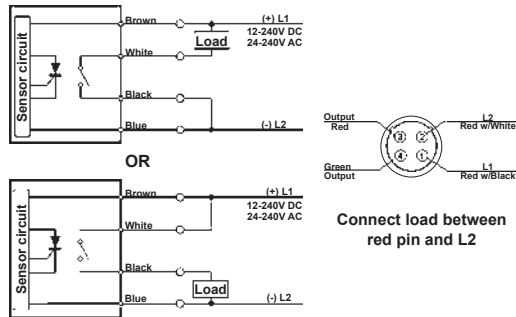 Brown
(+) L1
12-240V DC
24-240V AC
Load
White
Sensor circuit
Black
Blue
(-) L2
OR
Brown
(+) L1
12-240V DC
24-240V AC
White
Sensor circuit
Black
Load
Blue
(-) L2
Output
Red
L2
Red w/White
3 2
4 1
Green
Output
L1
Red w/Black
Connect load between
red pin and L2